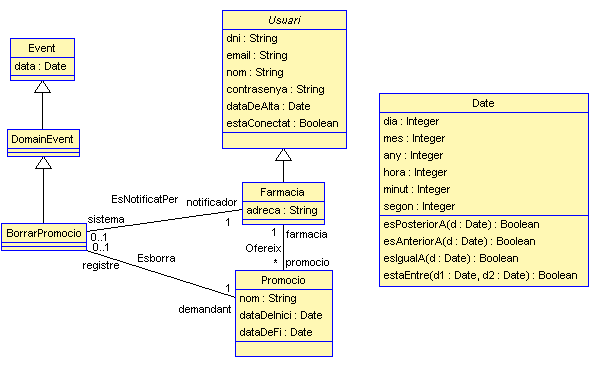 Usuari
dni : String
email : String
nom : String
contrasenya : String
dataDeAlta : Date
estaConectat : Boolean
Event
data : Date
DomainEvent
BorrarPromocio
Date
dia : Integer
mes : Integer
any : Integer
hora : Integer
minut : Integer
segon : Integer
esPosteriorA(d : Date) : Boolean
esAnteriorA(d : Date) : Boolean
esIgualA(d : Date) : Boolean
estaEntre(d1 : Date, d2 : Date) : Boolean
Farmacia
adreca : String
EsNotificatPer
notificador
sistema
1
0..1
0..1
registre
Esborra
1
demandant
1
farmacia
Ofereix
*
promocio
Promocio
nom : String
dataDeInici : Date
dataDeFi : Date